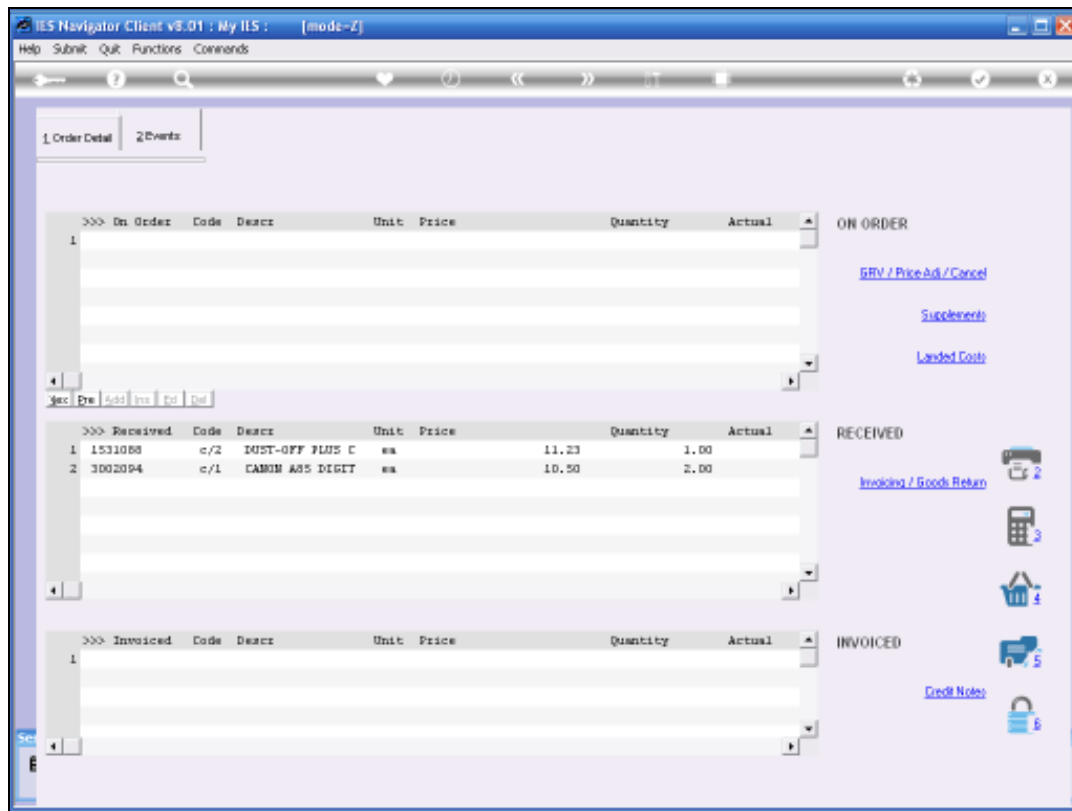 IES Navigator Client v8.01 : My IES : [mode=Z]
Help Submit Quit Functions Commands
1 Order Detail 2 Events
>>> On Order Code Descr Unit Price Quantity Actual
1
ON ORDER
GRV / Price Adj / Cancel
Supplements
Landed Costs
Nex Pre Add Ins Ed Del
>>> Received Code Descr Unit Price Quantity Actual
1 1531088 c/2 DUST-OFF PLUS C ea 11.23 1.00
2 3002094 c/1 CANON A85 DIGIT ea 10.50 2.00
RECEIVED
Invoicing / Goods Return
2
3
4
>>> Invoiced Code Descr Unit Price Quantity Actual
1
INVOICED
5
Credit Notes
6
Ses